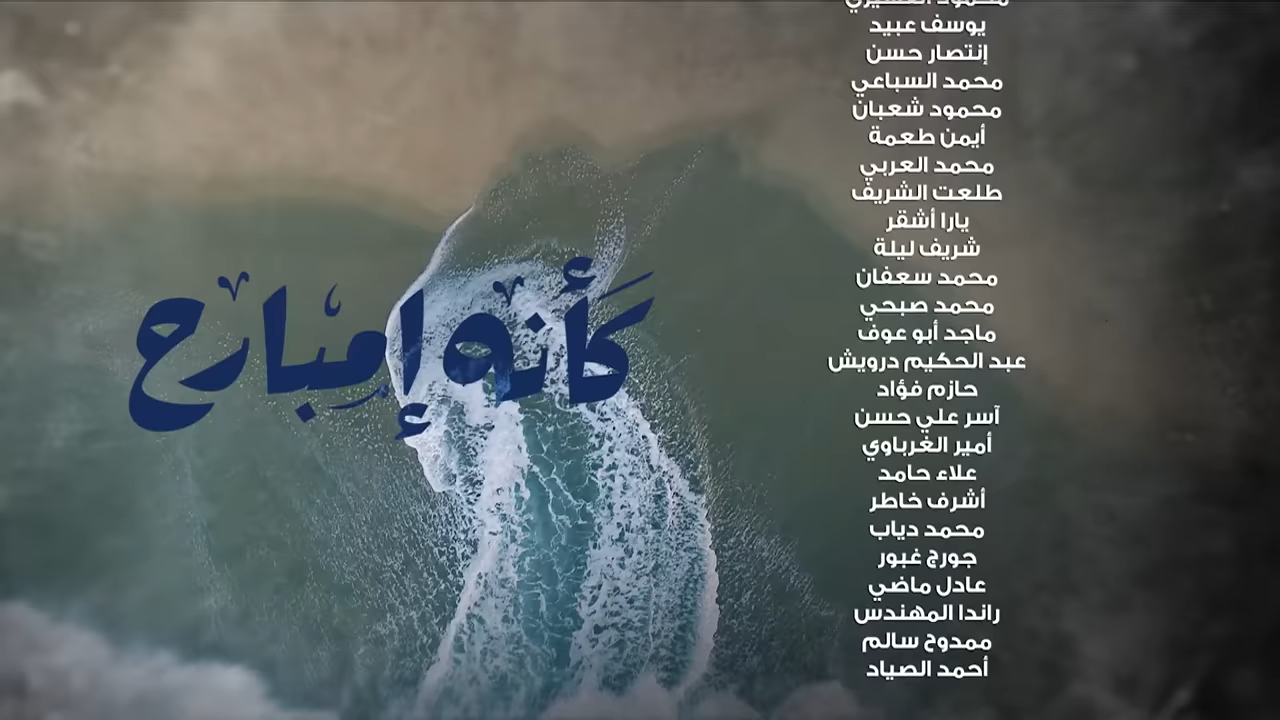 كأنه إمبارح
يوسف عبيد
إنتصار حسن
محمد السباعي
محمود شعبان
أيمن طعمة
محمد العربي
طلعت الشريف
يارا أشقر
شريف ليلة
محمد سعفان
محمد صبحي
ماجد أبو عوف
عبد الحكيم درويش
حازم فؤاد
آسر علي حسن
أمير الغرباوي
علاء حامد
أشرف خاطر
محمد دياب
جورج غبور
عادل ماضي
راندا المهندس
ممدوح سالم
أحمد الصياد